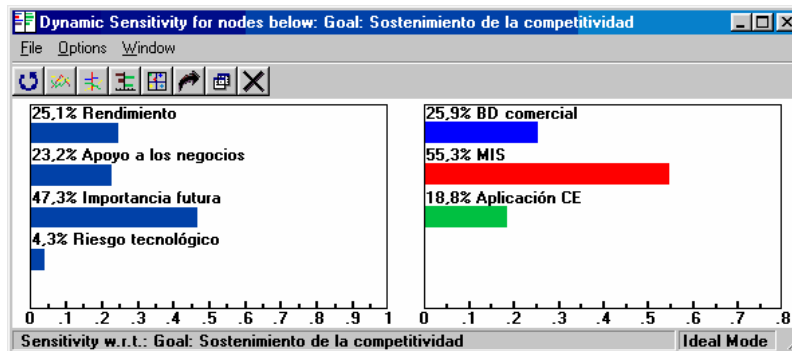 Dynamic Sensitivity for nodes below: Goal: Sostenimiento de la competitividad
File Options Window
25,1% Rendimiento
23,2% Apoyo a los negocios
47,3% Importancia futura
4,3% Riesgo tecnológico
0 .1 .2 .3 .4 .5 .6 .7 .8 .9 1
25,9% BD comercial
55,3% MIS
18,8% Aplicación CE
0 .1 .2 .3 .4 .5 .6 .7 .8
Sensitivity w.r.t.: Goal: Sostenimiento de la competitividad
Ideal Mode